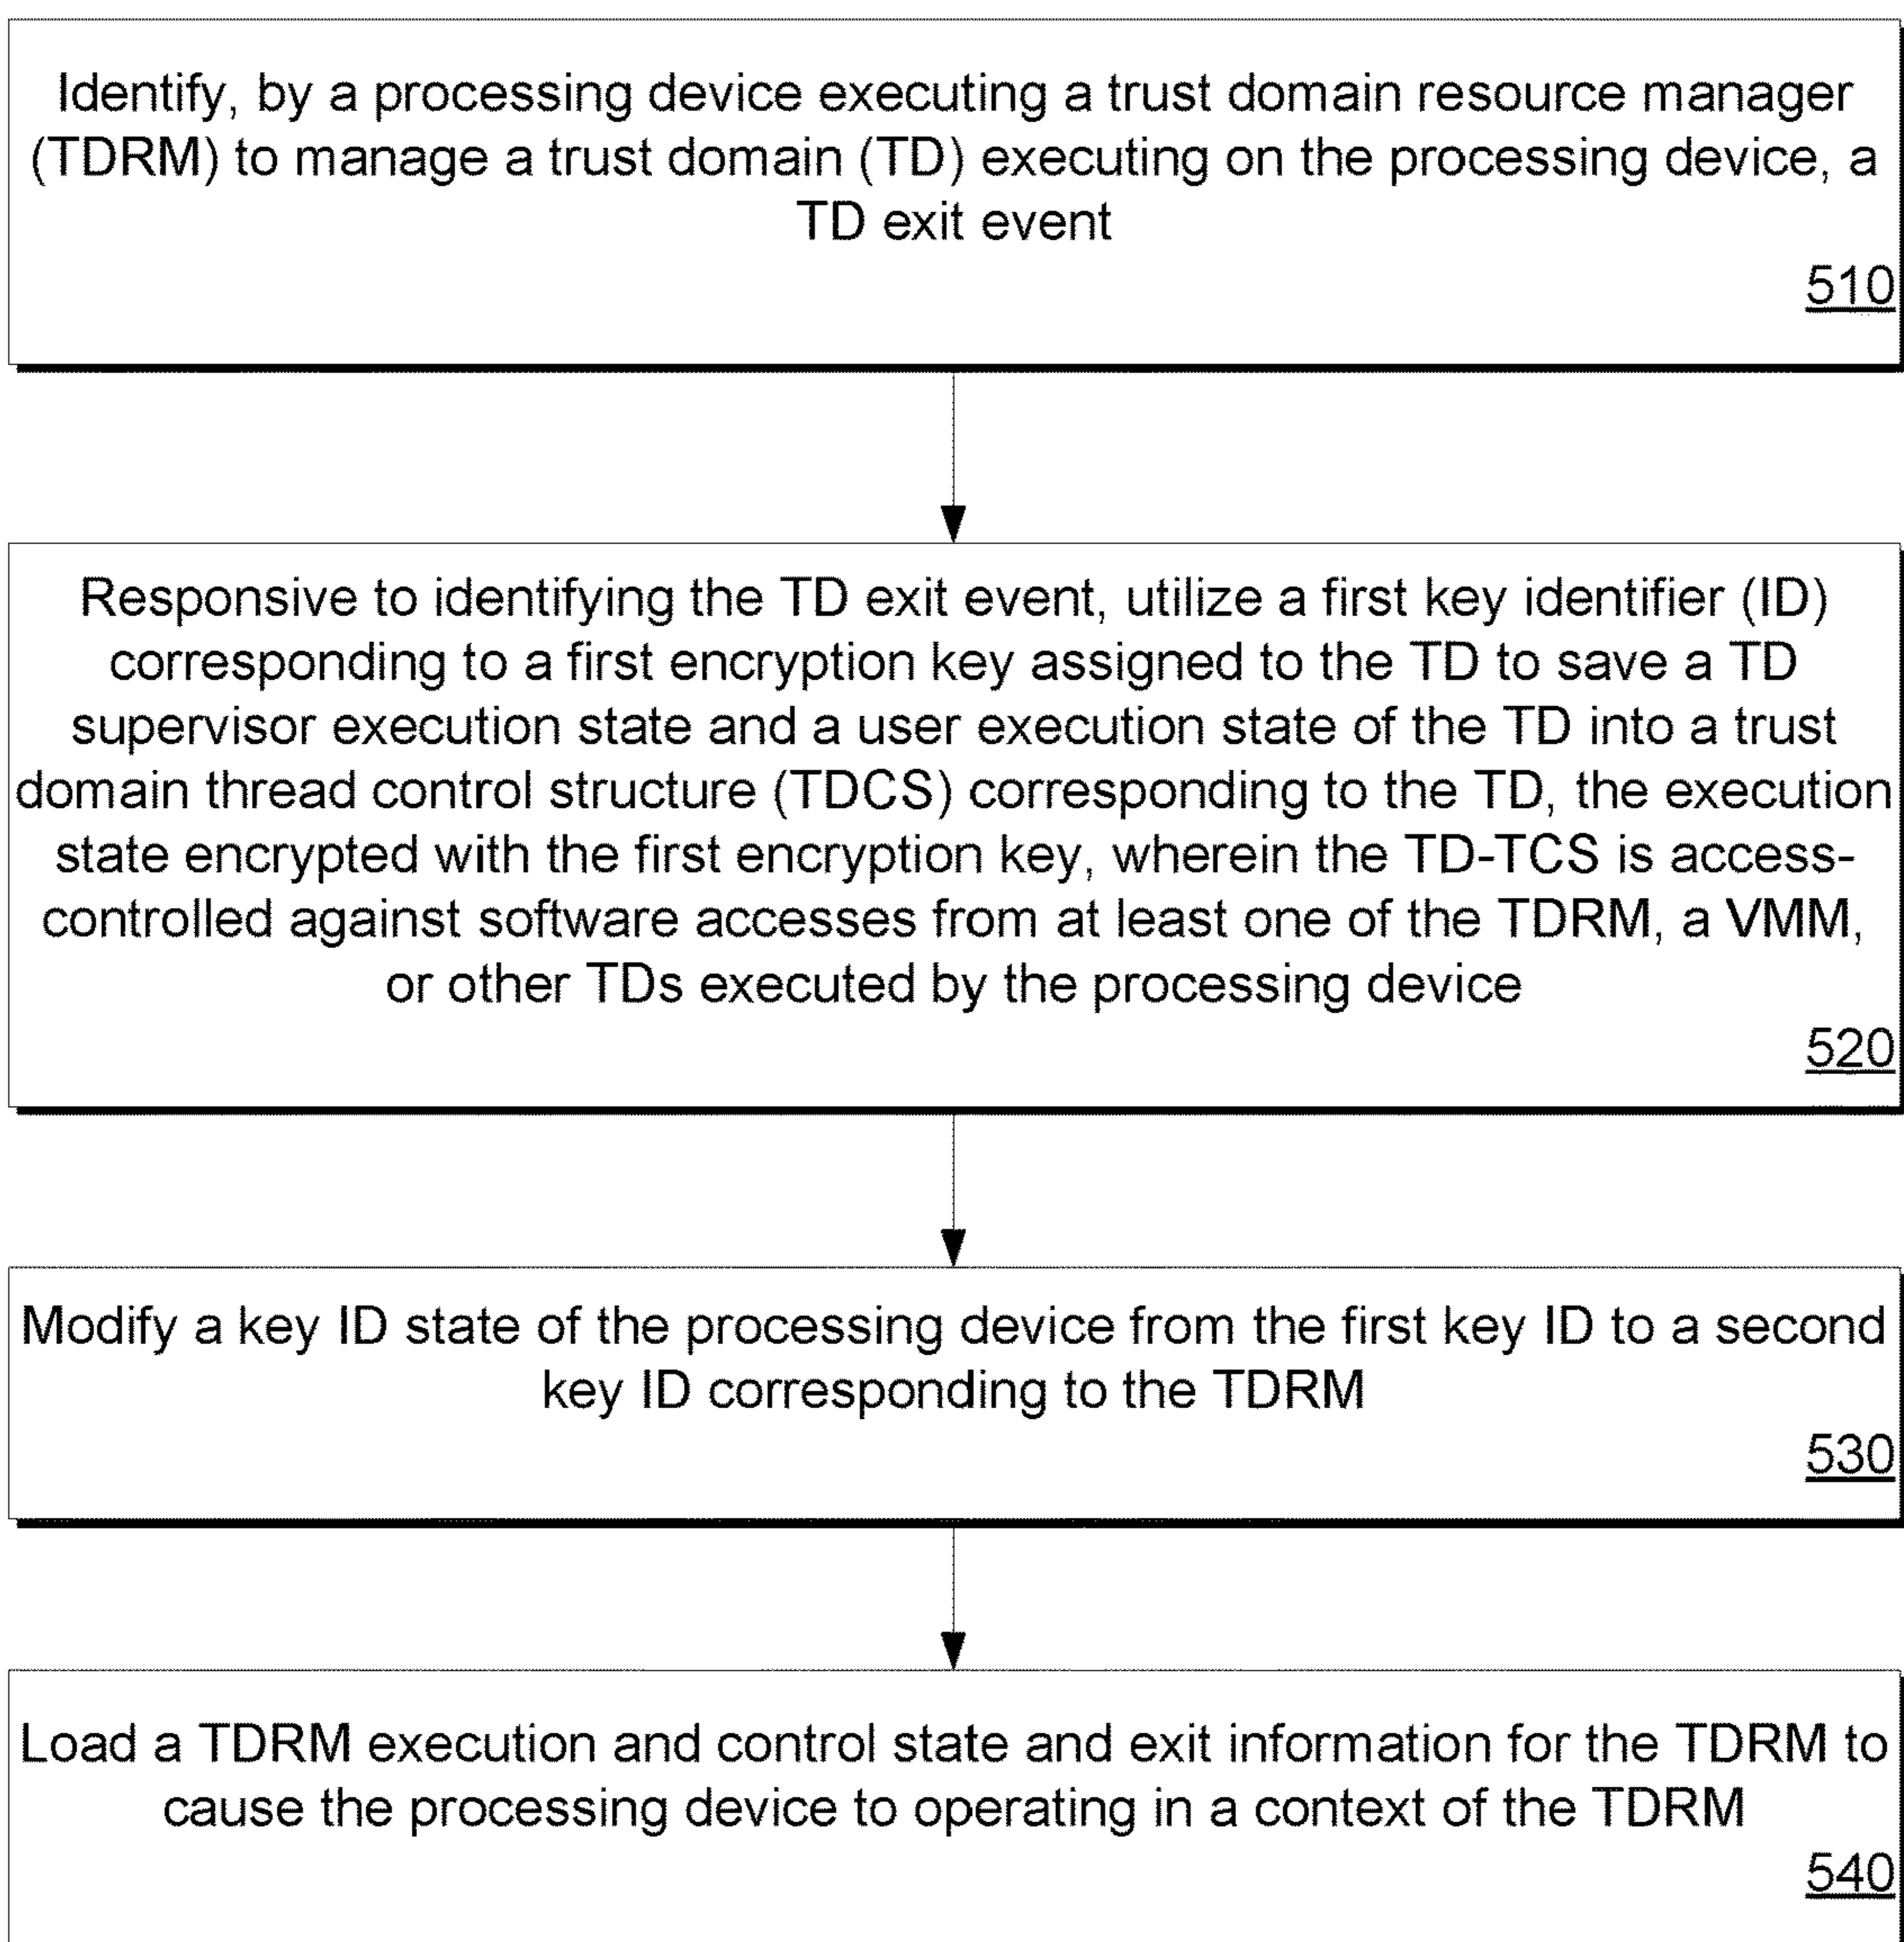 Identify, by a processing device executing a trust domain resource manager
(TDRM) to manage a trust domain (TD) executing on the processing device, a
TD exit event
510
Responsive to identifying the TD exit event, utilize a first key identifier (ID)
corresponding to a first encryption key assigned to the TD to save a TD
supervisor execution state and a user execution state of the TD into a trust
domain thread control structure (TDCS) corresponding to the TD, the execution
state encrypted with the first encryption key, wherein the TD-TCS is access-
controlled against software accesses from at least one of the TDRM, a VMM,
or other TDs executed by the processing device
520
Modify a key ID state of the processing device from the first key ID to a second
key ID corresponding to the TDRM
530
Load a TDRM execution and control state and exit information for the TDRM to
cause the processing device to operating in a context of the TDRM
540